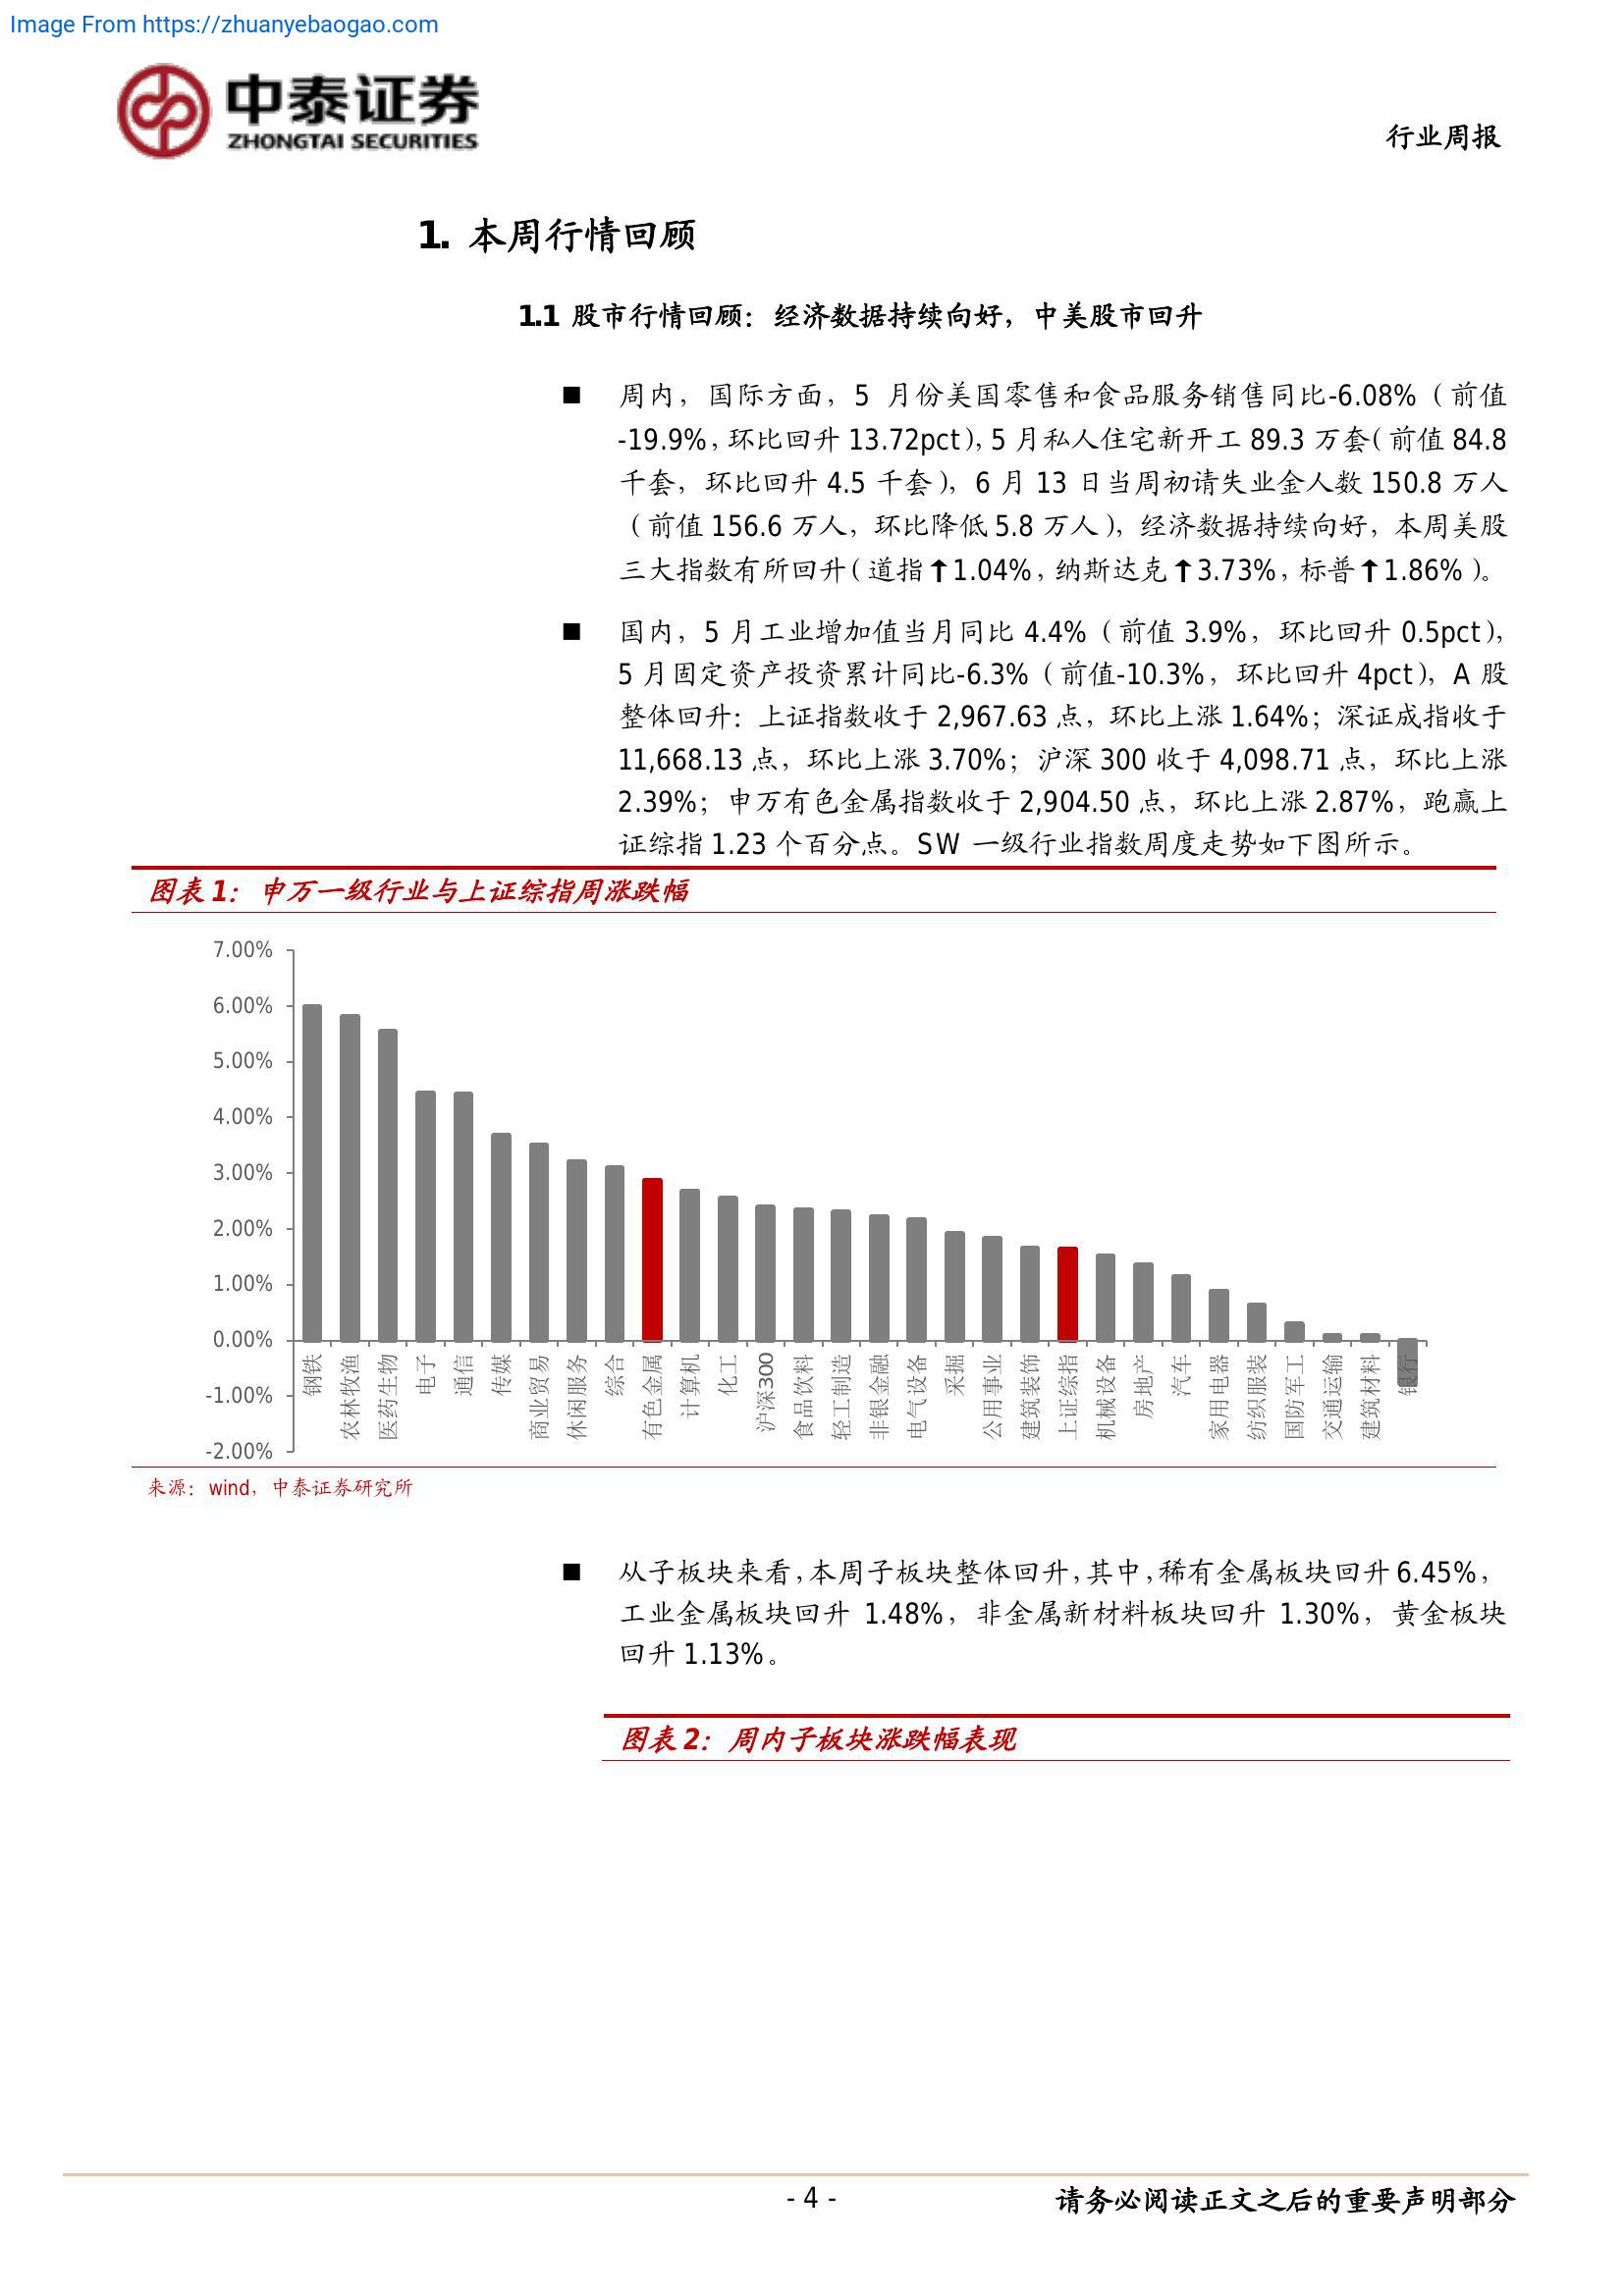 Image From https://zhuanyebaogao.com
中泰证券
ZHONGTAI SECURITIES
行业周报
1. 本周行情回顾
1.1 股市行情回顾：经济数据持续向好，中美股市回升
■ 周内，国际方面，5 月份美国零售和食品服务销售同比-6.08%（前值
-19.9%，环比回升 13.72pct），5 月私人住宅新开工 89.3 万套（前值 84.8
千套，环比回升 4.5 千套），6 月 13 日当周初请失业金人数 150.8 万人
（前值 156.6 万人，环比降低 5.8 万人），经济数据持续向好，本周美股
三大指数有所回升（道指↑1.04%，纳斯达克↑3.73%，标普↑1.86%）。
■ 国内，5 月工业增加值当月同比 4.4%（前值 3.9%，环比回升 0.5pct），
5 月固定资产投资累计同比-6.3%（前值-10.3%，环比回升 4pct），A 股
整体回升：上证指数收于 2,967.63 点，环比上涨 1.64%；深证成指收于
11,668.13 点，环比上涨 3.70%；沪深 300 收于 4,098.71 点，环比上涨
2.39%；申万有色金属指数收于 2,904.50 点，环比上涨 2.87%，跑赢上
证综指 1.23 个百分点。SW 一级行业指数周度走势如下图所示。
图表 1：申万一级行业与上证综指周涨跌幅
7.00%
6.00%
5.00%
4.00%
3.00%
2.00%
1.00%
0.00%
-1.00%
-2.00%
钢铁
农林牧渔
医药生物
电子
通信
传媒
商业贸易
休闲服务
综合
有色金属
计算机
化工
沪深300
食品饮料
轻工制造
非银金融
电气设备
采掘
公用事业
建筑装饰
上证综指
机械设备
房地产
汽车
家用电器
纺织服装
国防军工
交通运输
建筑材料
银行
来源：wind，中泰证券研究所
■ 从子板块来看，本周子板块整体回升，其中，稀有金属板块回升 6.45%，
工业金属板块回升 1.48%，非金属新材料板块回升 1.30%，黄金板块
回升 1.13%。
图表 2：周内子板块涨跌幅表现
- 4 -
请务必阅读正文之后的重要声明部分